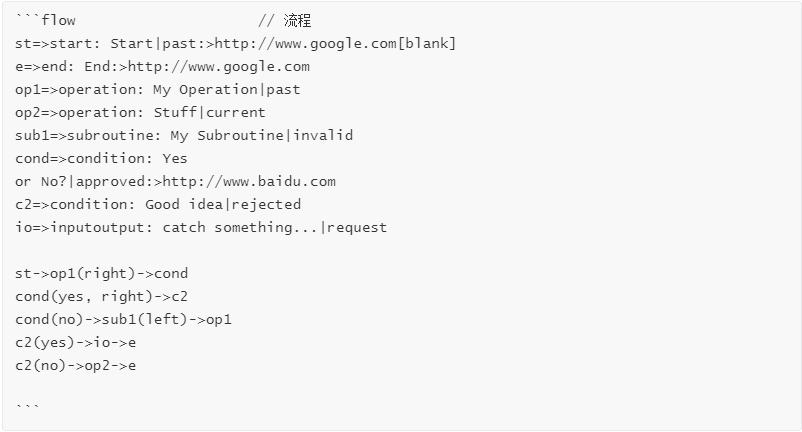 ```flow                     // 流程
st=>start: Start|past:>http://www.google.com[blank]
e=>end: End:>http://www.google.com
op1=>operation: My Operation|past
op2=>operation: Stuff|current
sub1=>subroutine: My Subroutine|invalid
cond=>condition: Yes
or No?|approved:>http://www.baidu.com
c2=>condition: Good idea|rejected
io=>inputoutput: catch something...|request

st->op1(right)->cond
cond(yes, right)->c2
cond(no)->sub1(left)->op1
c2(yes)->io->e
c2(no)->op2->e

```